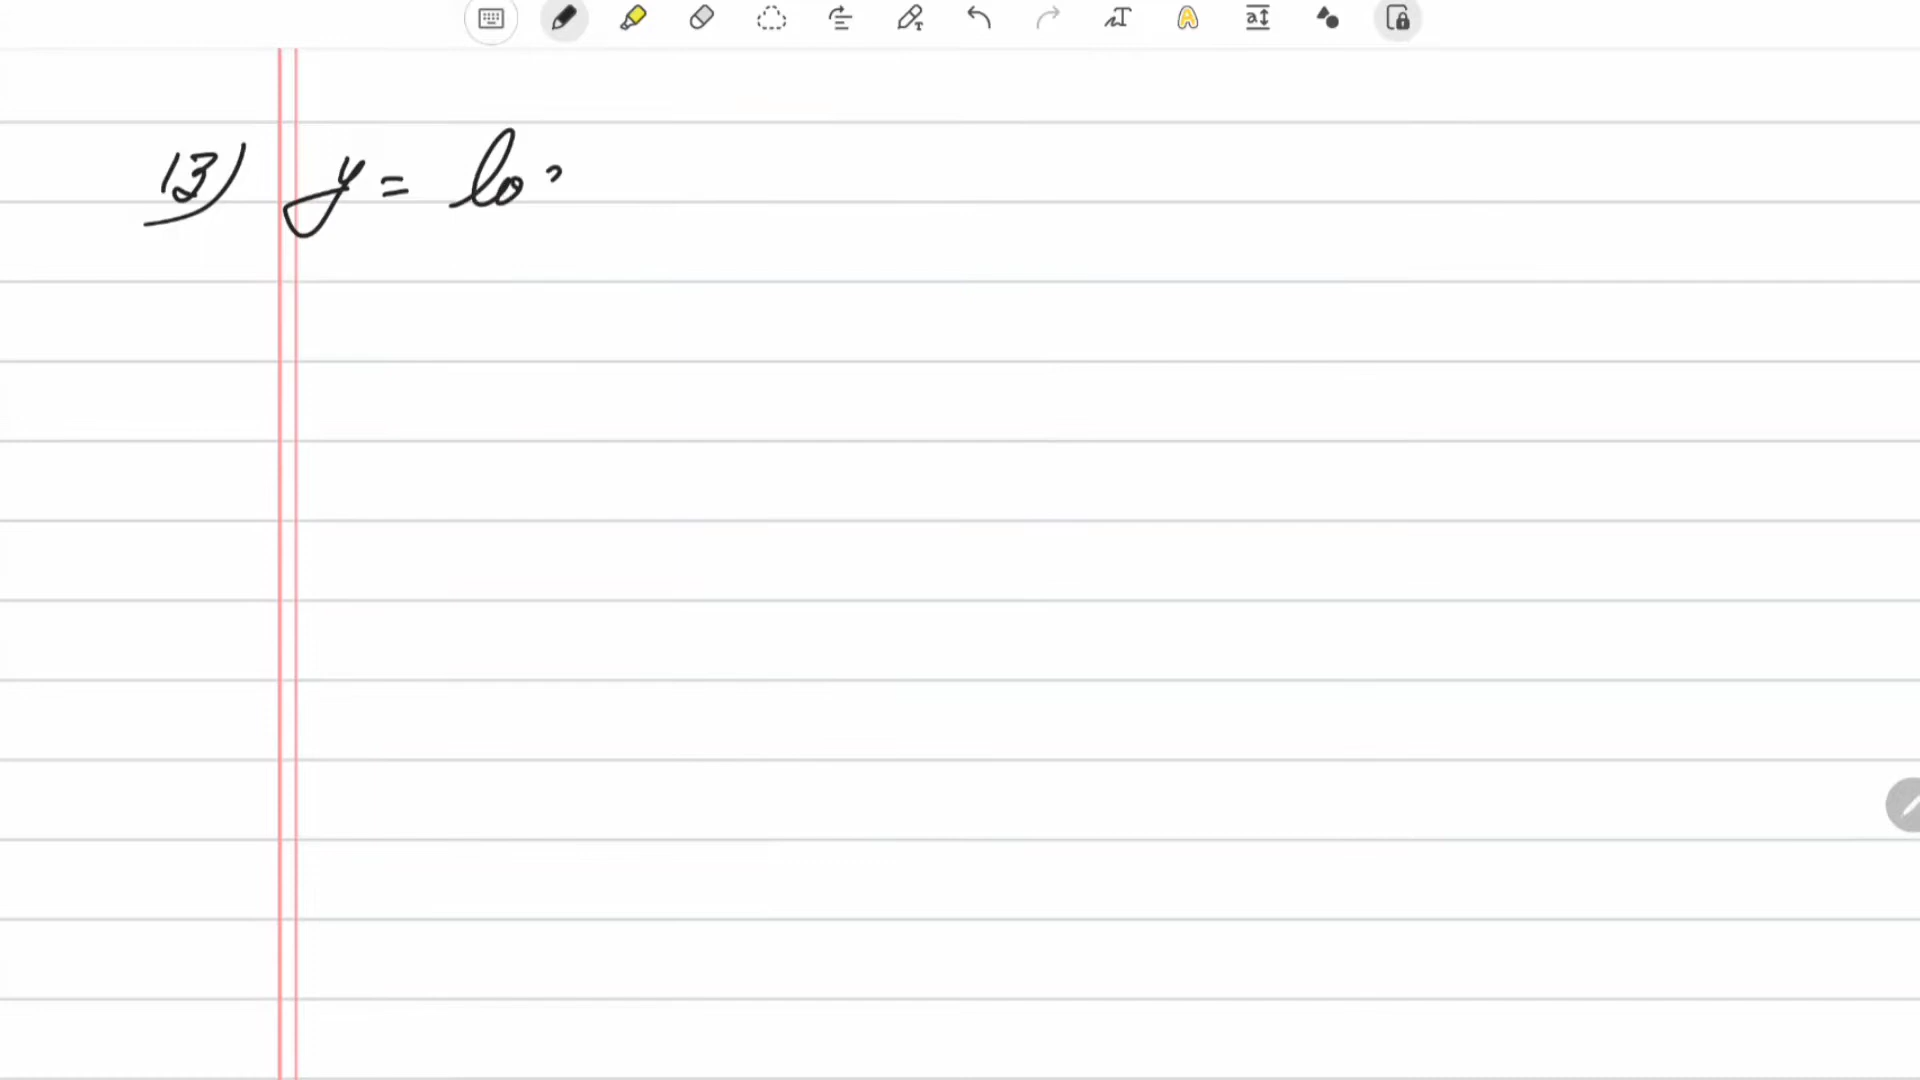 13) y = lo